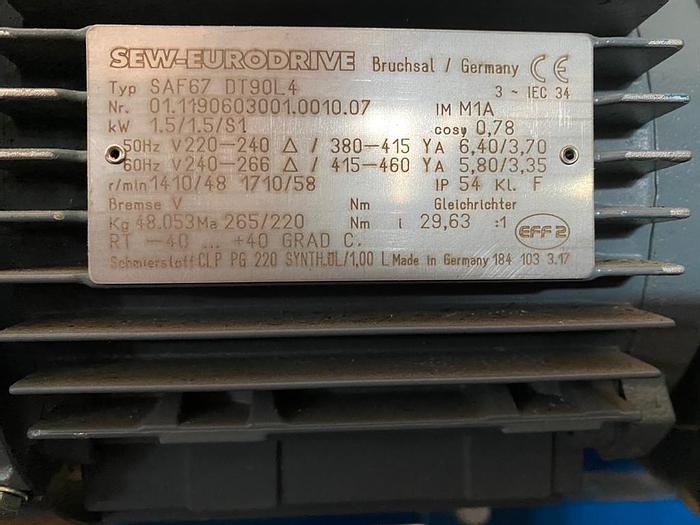 SEW-EURODRIVE Bruchsal / Germany CE
Typ SAF67 DT90L4 3 ~ IEC 34
Nr. 01.1190603001.0010.07 IM M1A
kW 1.5/1.5/S1 cosφ 0,78
50Hz V220-240 Δ / 380-415 Y A 6,40/3,70
60Hz V240-266 Δ / 415-460 Y A 5,80/3,35
r/min 1410/48 1710/58 IP 54 Kl. F
Bremse V Nm Gleichrichter
Kg 48.053 Ma 265/220 Nm i 29,63 :1
RT -40 ... +40 GRAD C. EFF2
Schmierstoff CLP PG 220 SYNTH.ÖL/1,00 L Made in Germany 184 103 3.17